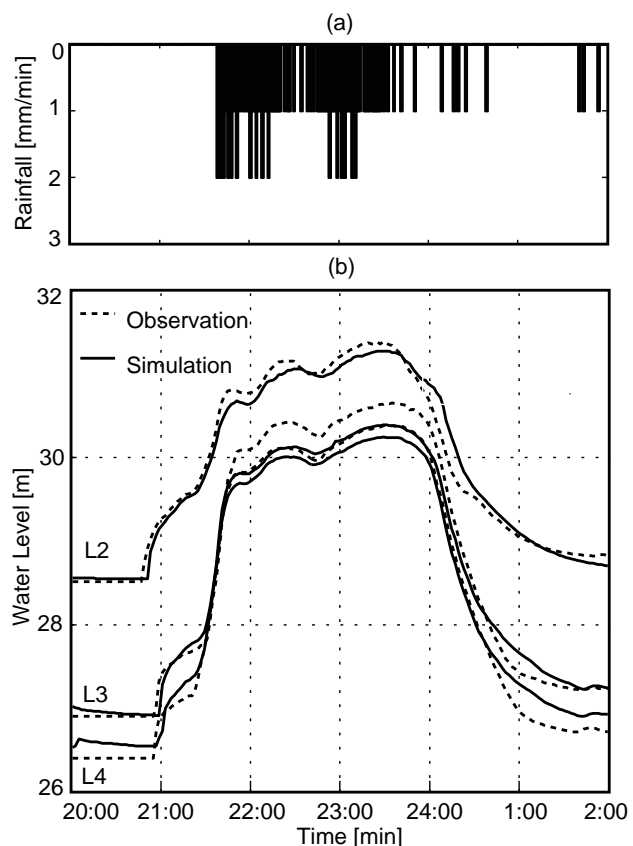 (a)
0
1
2
3
Rainfall [mm/min]
(b)
32
30
28
26
Water Level [m]
Observation
Simulation
L2
L3
L4
20:00 21:00 22:00 23:00 24:00 1:00 2:00
Time [min]